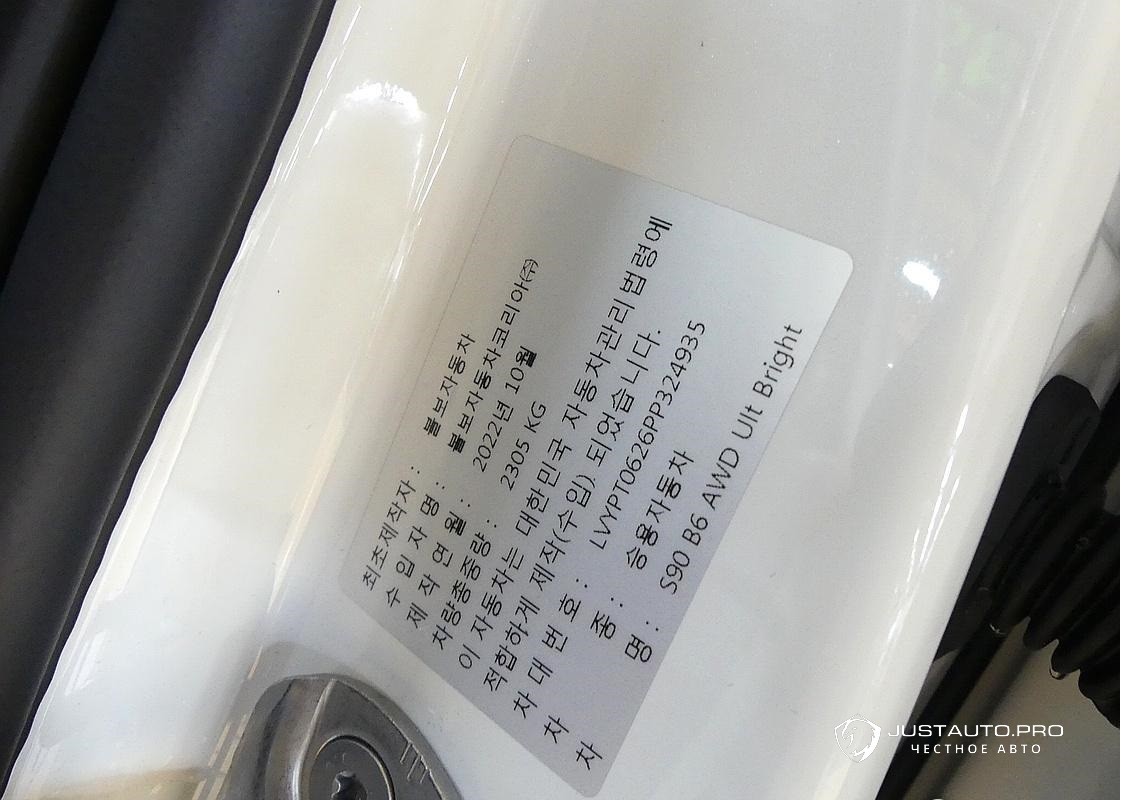 최초제작자 : 볼보자동차
수 입 자 명 : 볼보자동차코리아㈜
제 작 연 월 : 2022년 10월
차량총중량 : 2305 KG
이 자동차는 대한민국 자동차관리법령에
적합하게 제작(수입) 되었습니다.
차 대 번 호 : LVYPT0626PP324935
차 종 : 승용자동차
차 명 : S90 B6 AWD Ult Bright
JUSTAUTO.PRO
ЧЕСТНОЕ АВТО